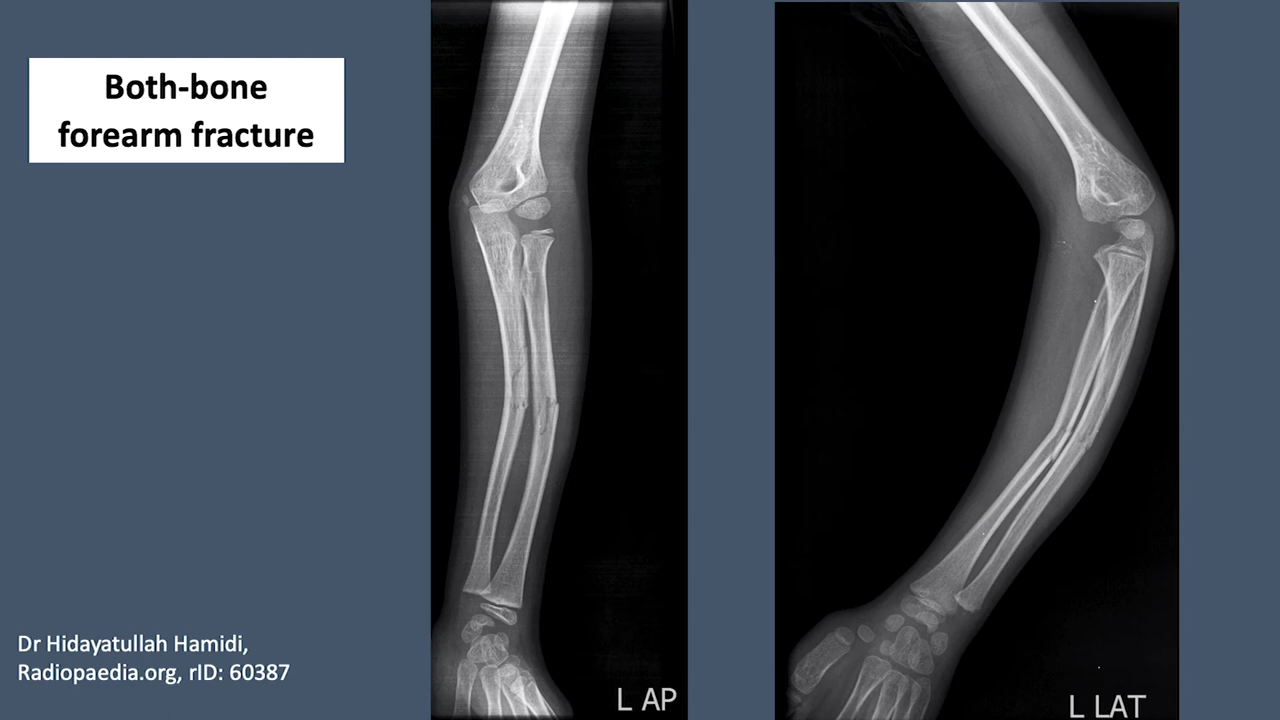 Both-bone
forearm fracture
Dr Hidayatullah Hamidi,
Radiopaedia.org, rID: 60387
L AP
L LAT